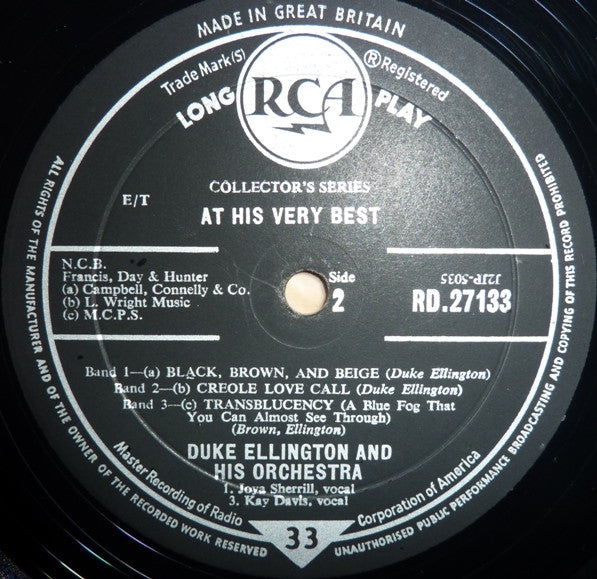 MADE IN GREAT BRITAIN
Trade Mark(S) ® Registered
LONG RCA PLAY
COLLECTOR'S SERIES
E/T
AT HIS VERY BEST
N.C.B.
Francis, Day & Hunter
(a) Campbell, Connelly & Co.
(b) L. Wright Music
(c) M.C.P.S.
Side
2
J2JP-5035
RD.27133
Band 1—(a) BLACK, BROWN, AND BEIGE (Duke Ellington)
Band 2—(b) CREOLE LOVE CALL (Duke Ellington)
Band 3—(c) TRANSBLUCENCY (A Blue Fog That
You Can Almost See Through)
(Brown, Ellington)
DUKE ELLINGTON AND
HIS ORCHESTRA
1. Joya Sherrill, vocal
3. Kay Davis, vocal
Master Recording of Radio Corporation of America
33
ALL RIGHTS OF THE MANUFACTURER AND OF THE OWNER OF THE RECORDED WORK RESERVED
UNAUTHORISED PUBLIC PERFORMANCE BROADCASTING AND COPYING OF THIS RECORD PROHIBITED